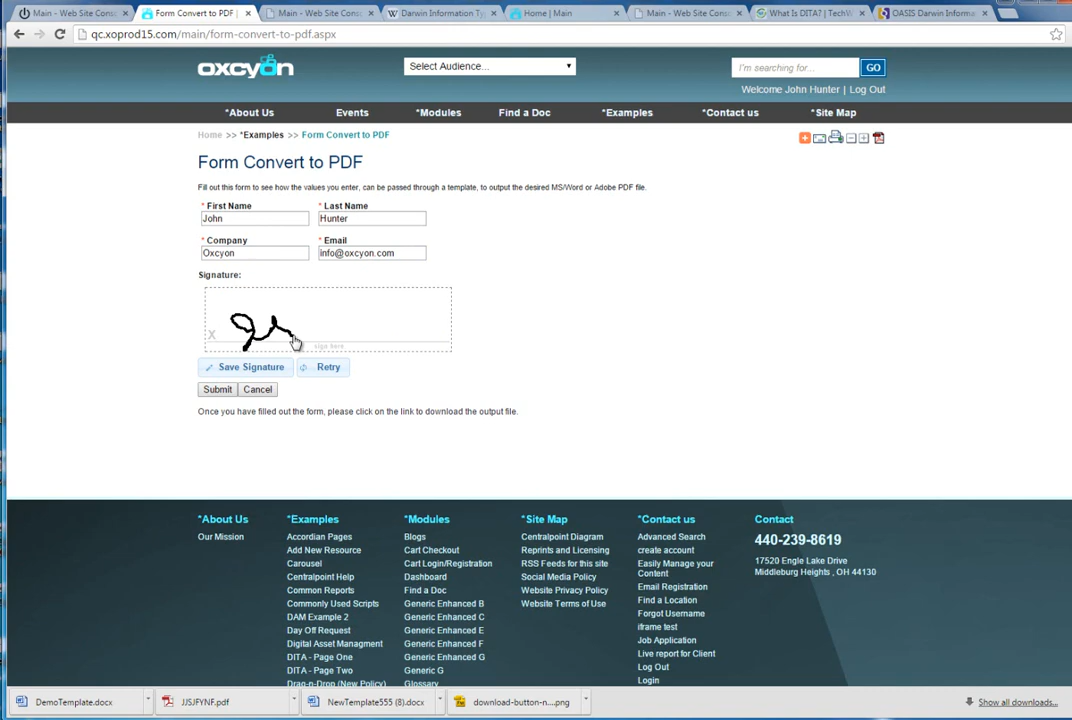 Main - Web Site Cons
Form Convert to PDF |
Main - Web Site Cons
Darwin Information Ty
Home | Main
Main - Web Site Cons
What Is DITA? | TechW
OASIS Darwin Informa
qc.xoprod15.com/main/form-convert-to-pdf.aspx
oxcyon
Select Audience...
I'm searching for...
GO
Welcome John Hunter | Log Out
*About Us
Events
*Modules
Find a Doc
*Examples
*Contact us
*Site Map
Home >> *Examples >> Form Convert to PDF
Form Convert to PDF
Fill out this form to see how the values you enter, can be passed through a template, to output the desired MS/Word or Adobe PDF file.
* First Name
* Last Name
John
Hunter
* Company
* Email
Oxcyon
info@oxcyon.com
Signature:
X
sign here
Save Signature
Retry
Submit
Cancel
Once you have filled out the form, please click on the link to download the output file.
*About Us
Our Mission
*Examples
Accordian Pages
Add New Resource
Carousel
Centralpoint Help
Common Reports
Commonly Used Scripts
DAM Example 2
Day Off Request
Digital Asset Managment
DITA - Page One
DITA - Page Two
Drag-n-Drop (New Policy)
*Modules
Blogs
Cart Checkout
Cart Login/Registration
Dashboard
Find a Doc
Generic Enhanced B
Generic Enhanced C
Generic Enhanced E
Generic Enhanced F
Generic Enhanced G
Generic G
Glossary
*Site Map
Centralpoint Diagram
Reprints and Licensing
RSS Feeds for this site
Social Media Policy
Website Privacy Policy
Website Terms of Use
*Contact us
Advanced Search
create account
Easily Manage your
Content
Email Registration
Find a Location
Forgot Username
iframe test
Job Application
Live report for Client
Log Out
Login
Contact
440-239-8619
17520 Engle Lake Drive
Middleburg Heights , OH 44130
DemoTemplate.docx
JJSJFYNF.pdf
NewTemplate555 (8).docx
download-button-n....png
Show all downloads...